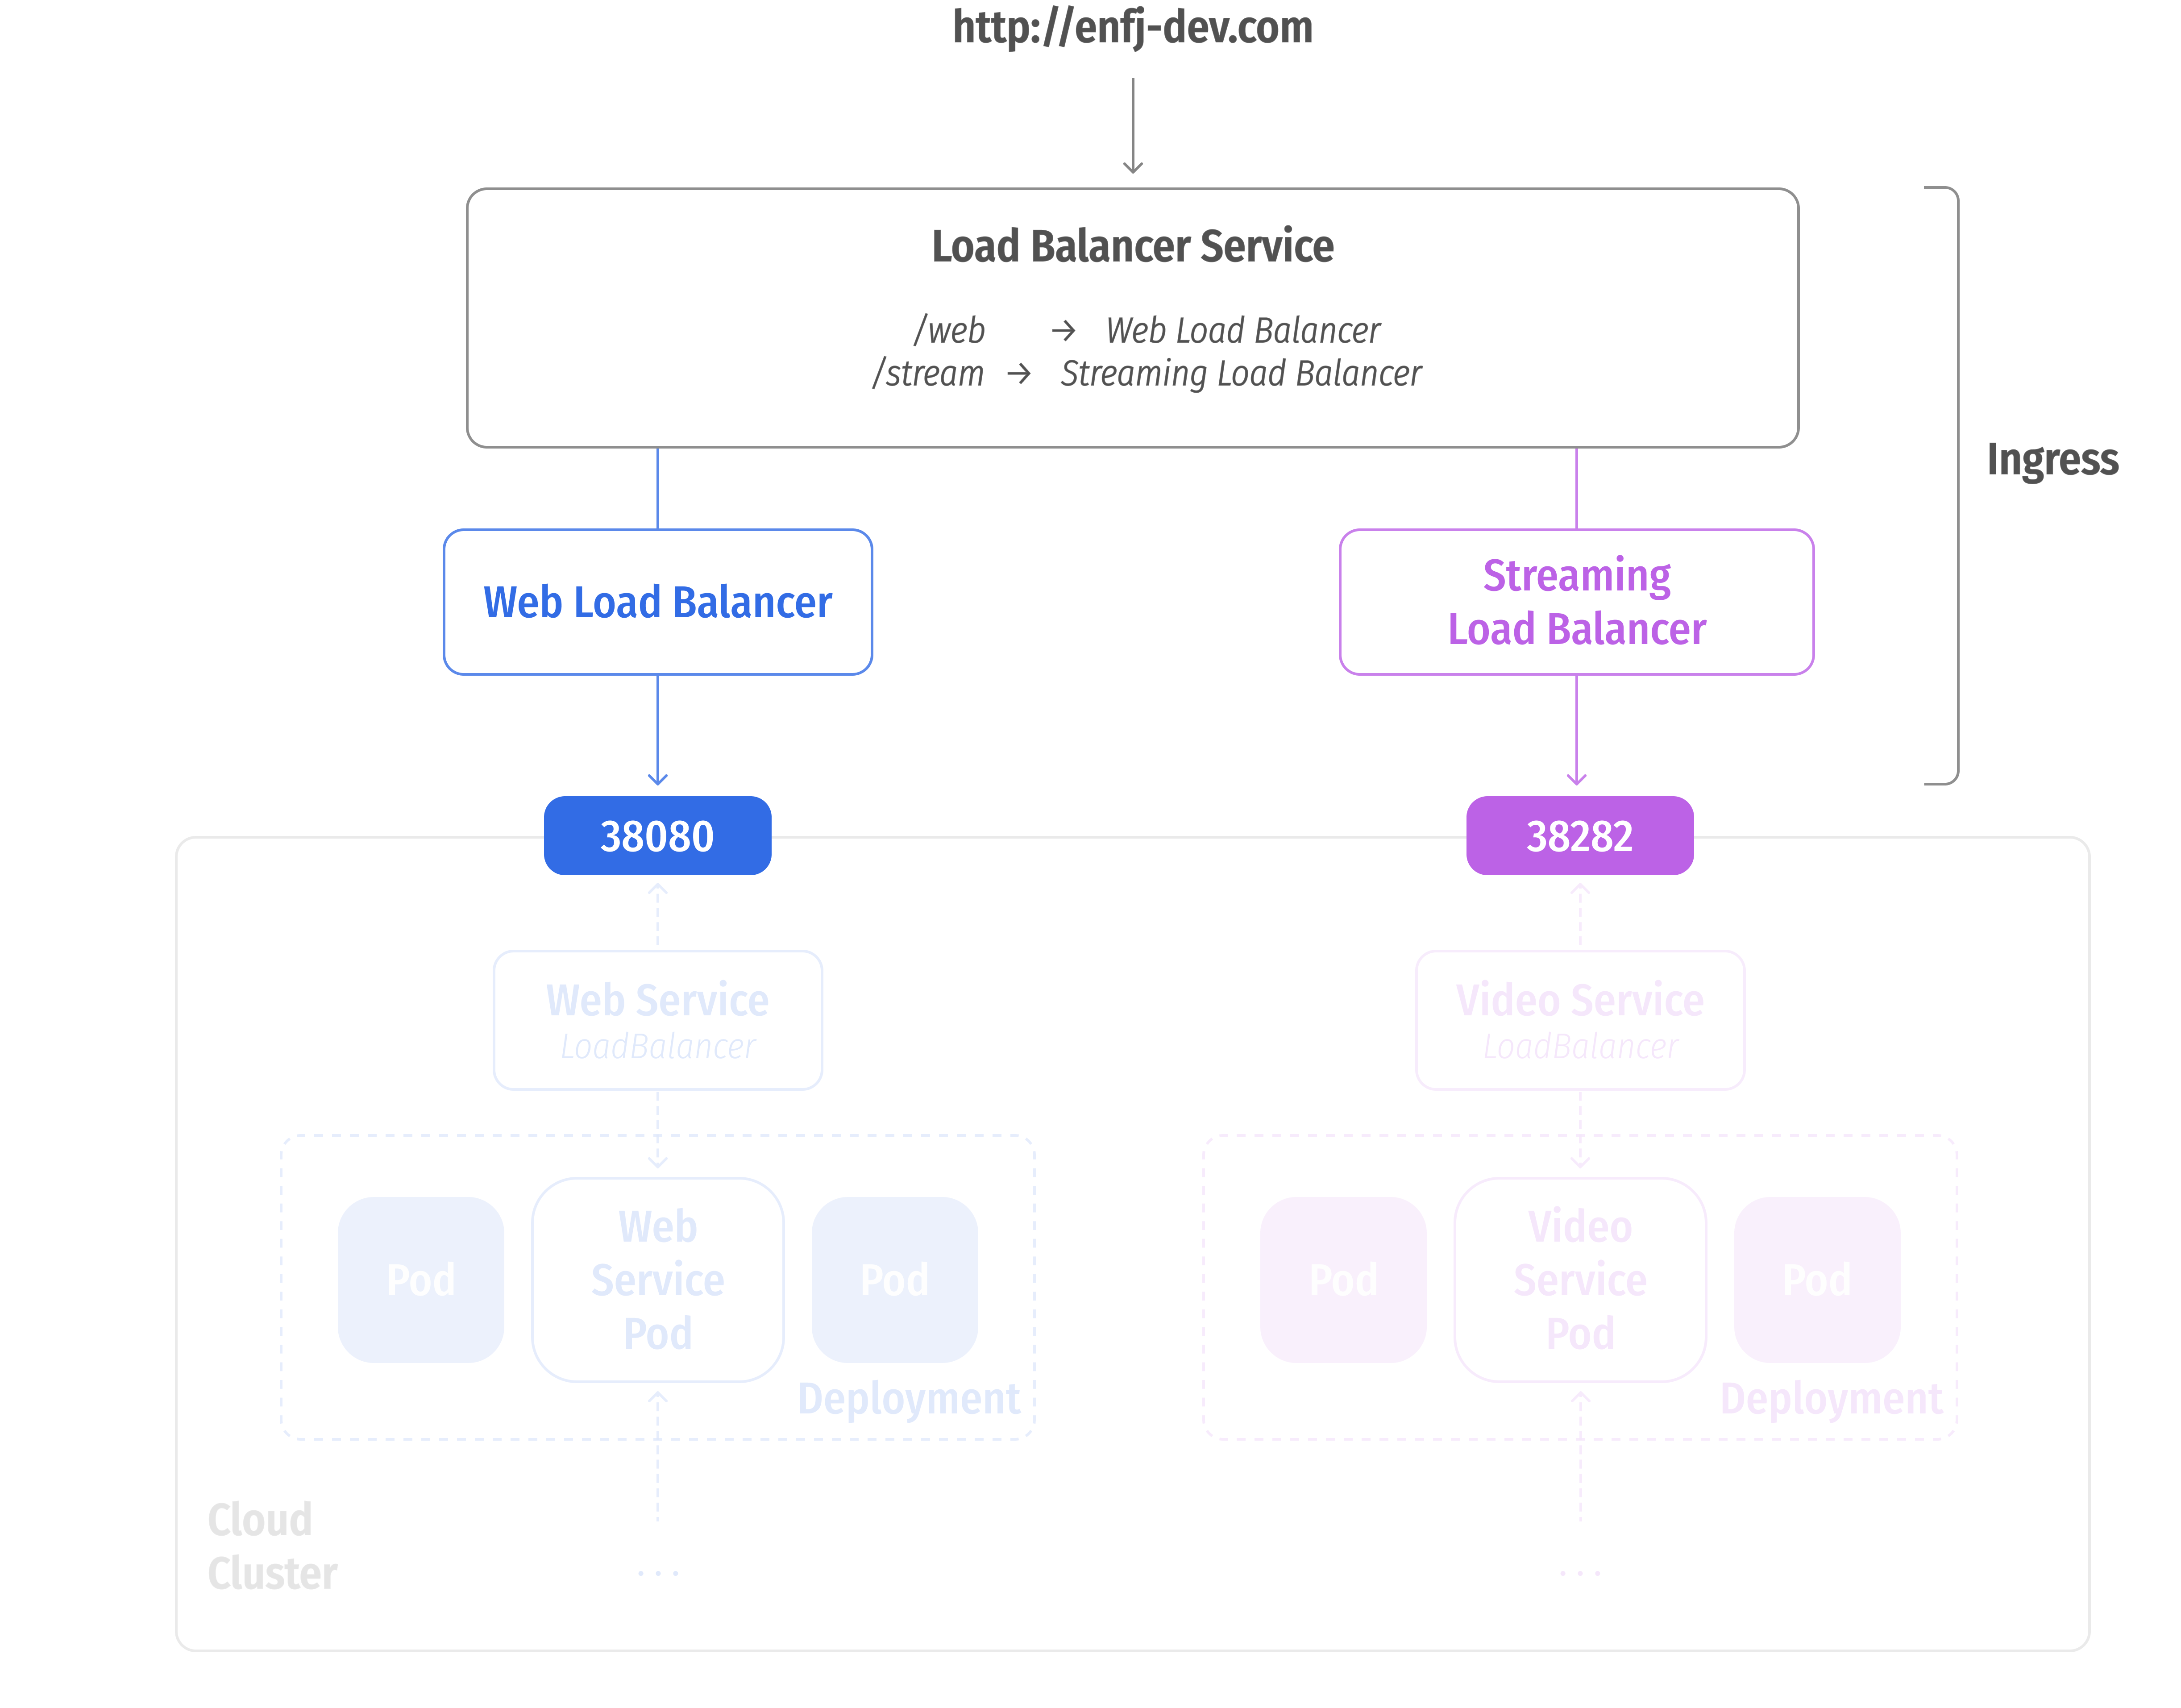 http://enfj-dev.com
Load Balancer Service
/web → Web Load Balancer
/stream → Streaming Load Balancer
Ingress
Web Load Balancer
Streaming
Load Balancer
38080
38282
Web Service
LoadBalancer
Video Service
LoadBalancer
Pod
Web
Service
Pod
Pod
Deployment
Pod
Video
Service
Pod
Pod
Deployment
Cloud
Cluster
...
...